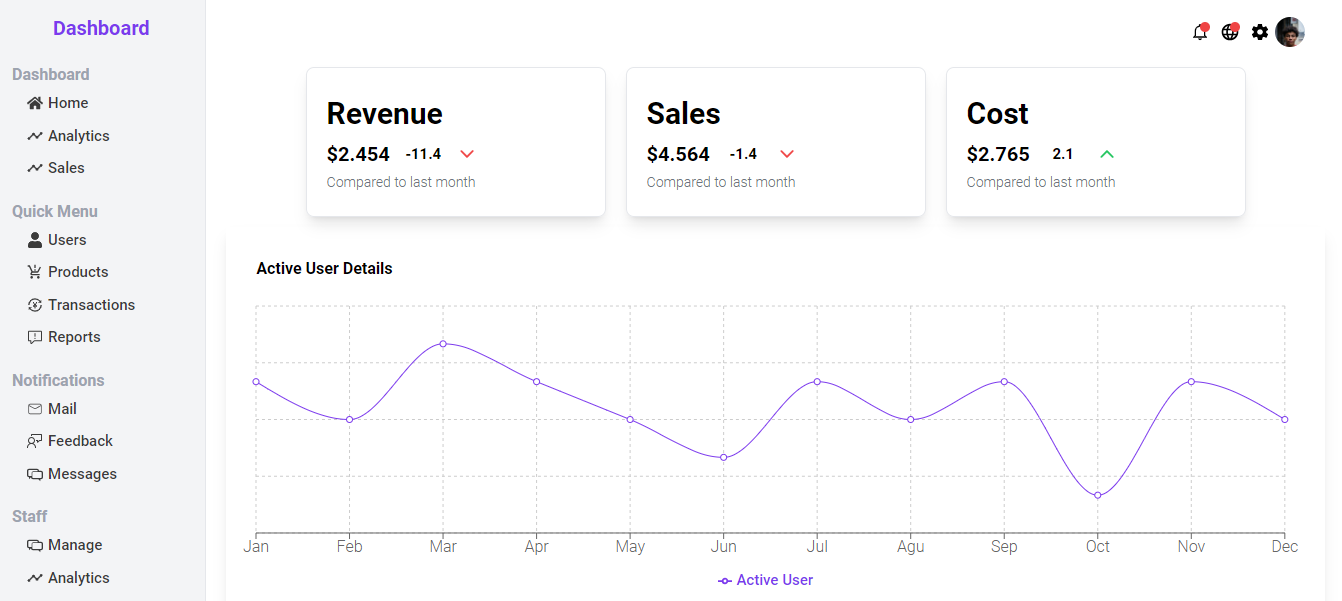 Dashboard
Dashboard
Home
Analytics
Sales
Quick Menu
Users
Products
Transactions
Reports
Notifications
Mail
Feedback
Messages
Staff
Manage
Analytics
Revenue
$2.454 -11.4
Compared to last month
Sales
$4.564 -1.4
Compared to last month
Cost
$2.765 2.1
Compared to last month
Active User Details
Jan Feb Mar Apr May Jun Jul Agu Sep Oct Nov Dec
Active User